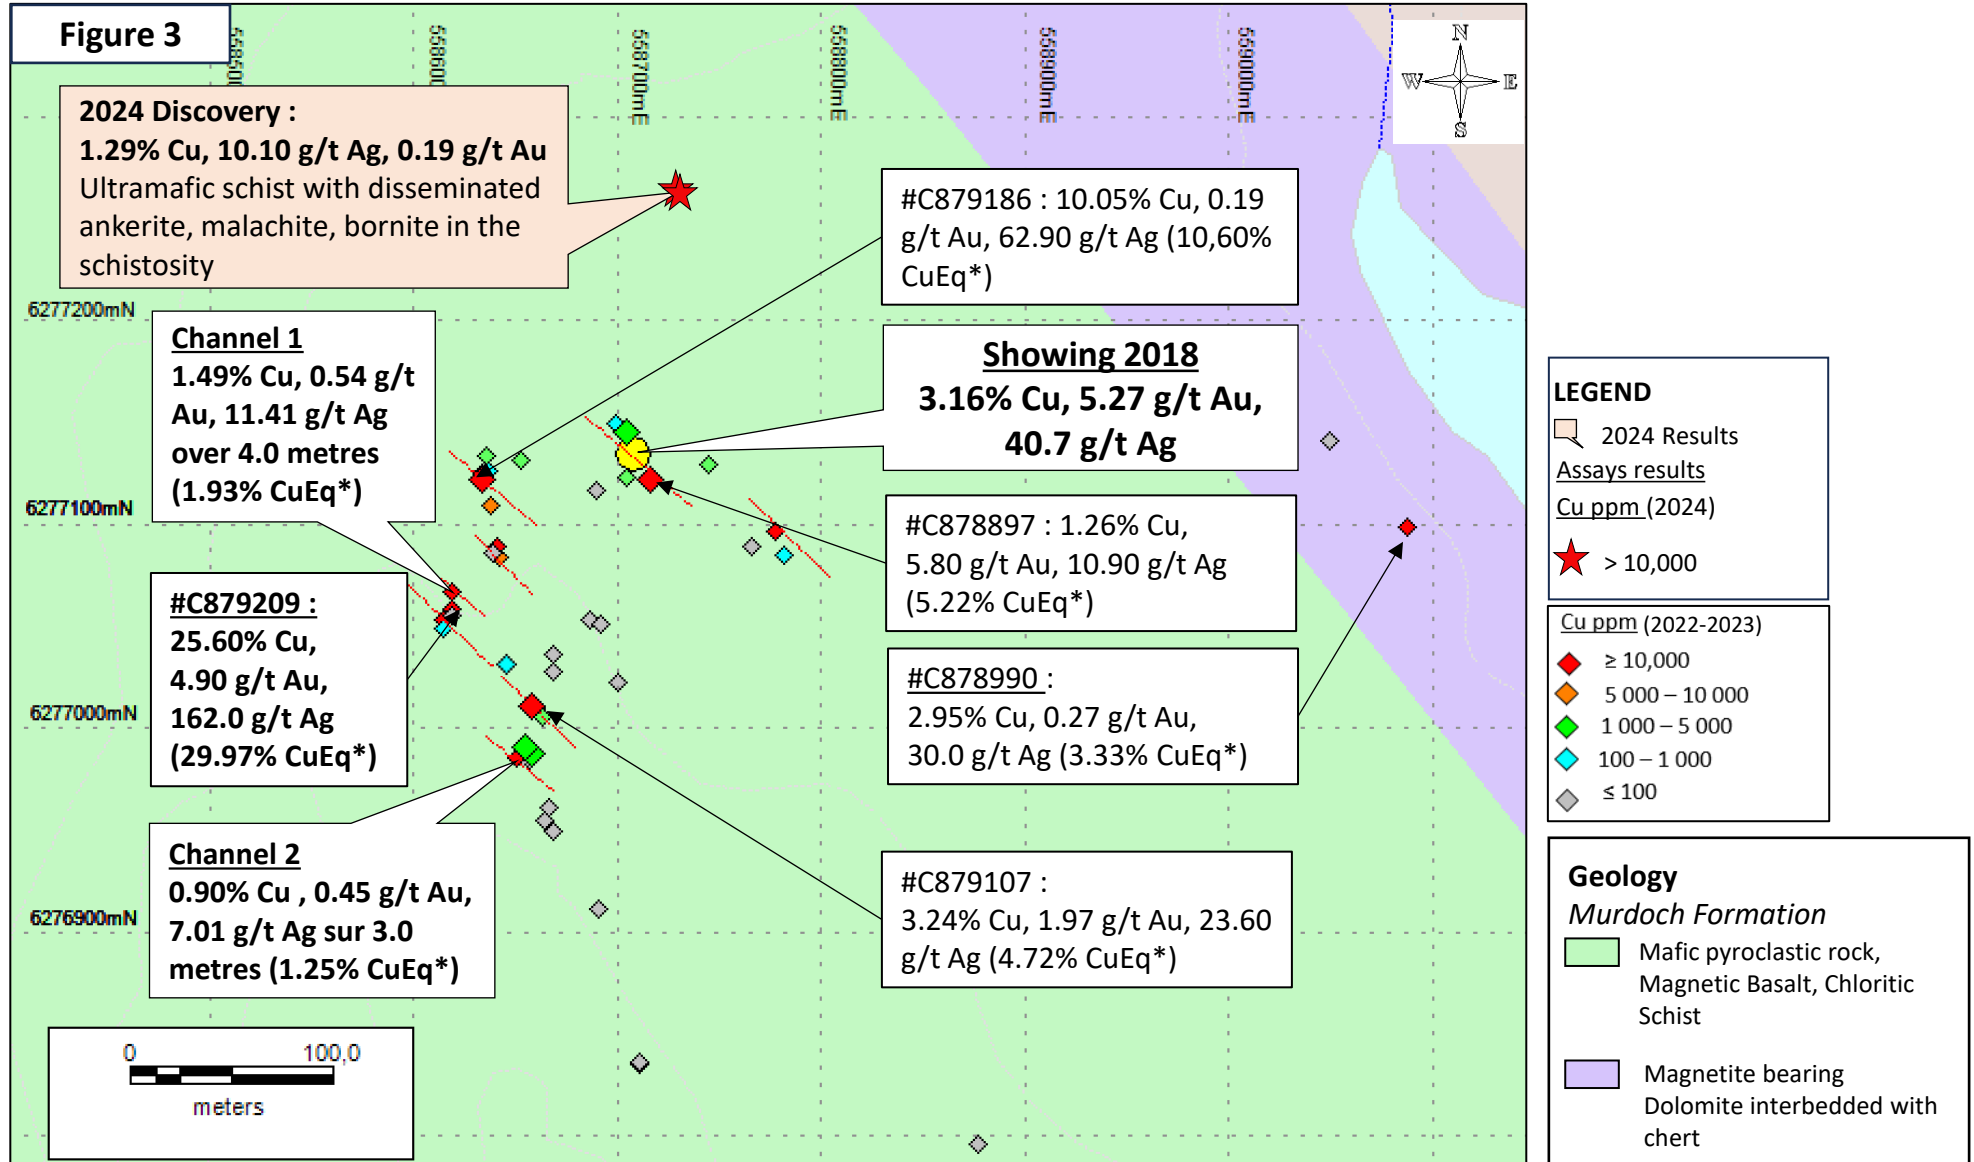 Figure 3
558500
558600
558700mE
558800mE
558900mE
559000mE
N
W
E
S
2024 Discovery :
1.29% Cu, 10.10 g/t Ag, 0.19 g/t Au
Ultramafic schist with disseminated
ankerite, malachite, bornite in the
schistosity
#C879186 : 10.05% Cu, 0.19
g/t Au, 62.90 g/t Ag (10,60%
CuEq*)
6277200mN
Channel 1
1.49% Cu, 0.54 g/t
Au, 11.41 g/t Ag
over 4.0 metres
(1.93% CuEq*)
Showing 2018
3.16% Cu, 5.27 g/t Au,
40.7 g/t Ag
6277100mN
#C878897 : 1.26% Cu,
5.80 g/t Au, 10.90 g/t Ag
(5.22% CuEq*)
#C879209 :
25.60% Cu,
4.90 g/t Au,
162.0 g/t Ag
(29.97% CuEq*)
#C878990 :
2.95% Cu, 0.27 g/t Au,
30.0 g/t Ag (3.33% CuEq*)
6277000mN
Channel 2
0.90% Cu , 0.45 g/t Au,
7.01 g/t Ag sur 3.0
metres (1.25% CuEq*)
#C879107 :
3.24% Cu, 1.97 g/t Au, 23.60
g/t Ag (4.72% CuEq*)
6276900mN
0 100,0
meters
LEGEND
2024 Results
Assays results
Cu ppm (2024)
> 10,000
Cu ppm (2022-2023)
≥ 10,000
5 000 – 10 000
1 000 – 5 000
100 – 1 000
≤ 100
Geology
Murdoch Formation
Mafic pyroclastic rock,
Magnetic Basalt, Chloritic
Schist
Magnetite bearing
Dolomite interbedded with
chert